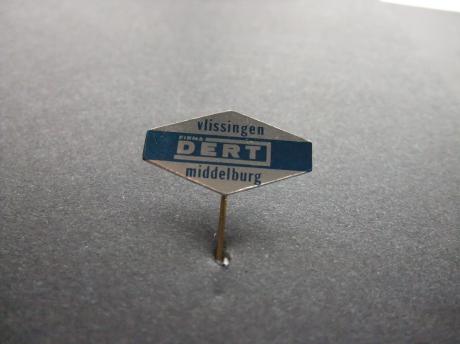 vlissingen
FIRMA
DERT
middelburg